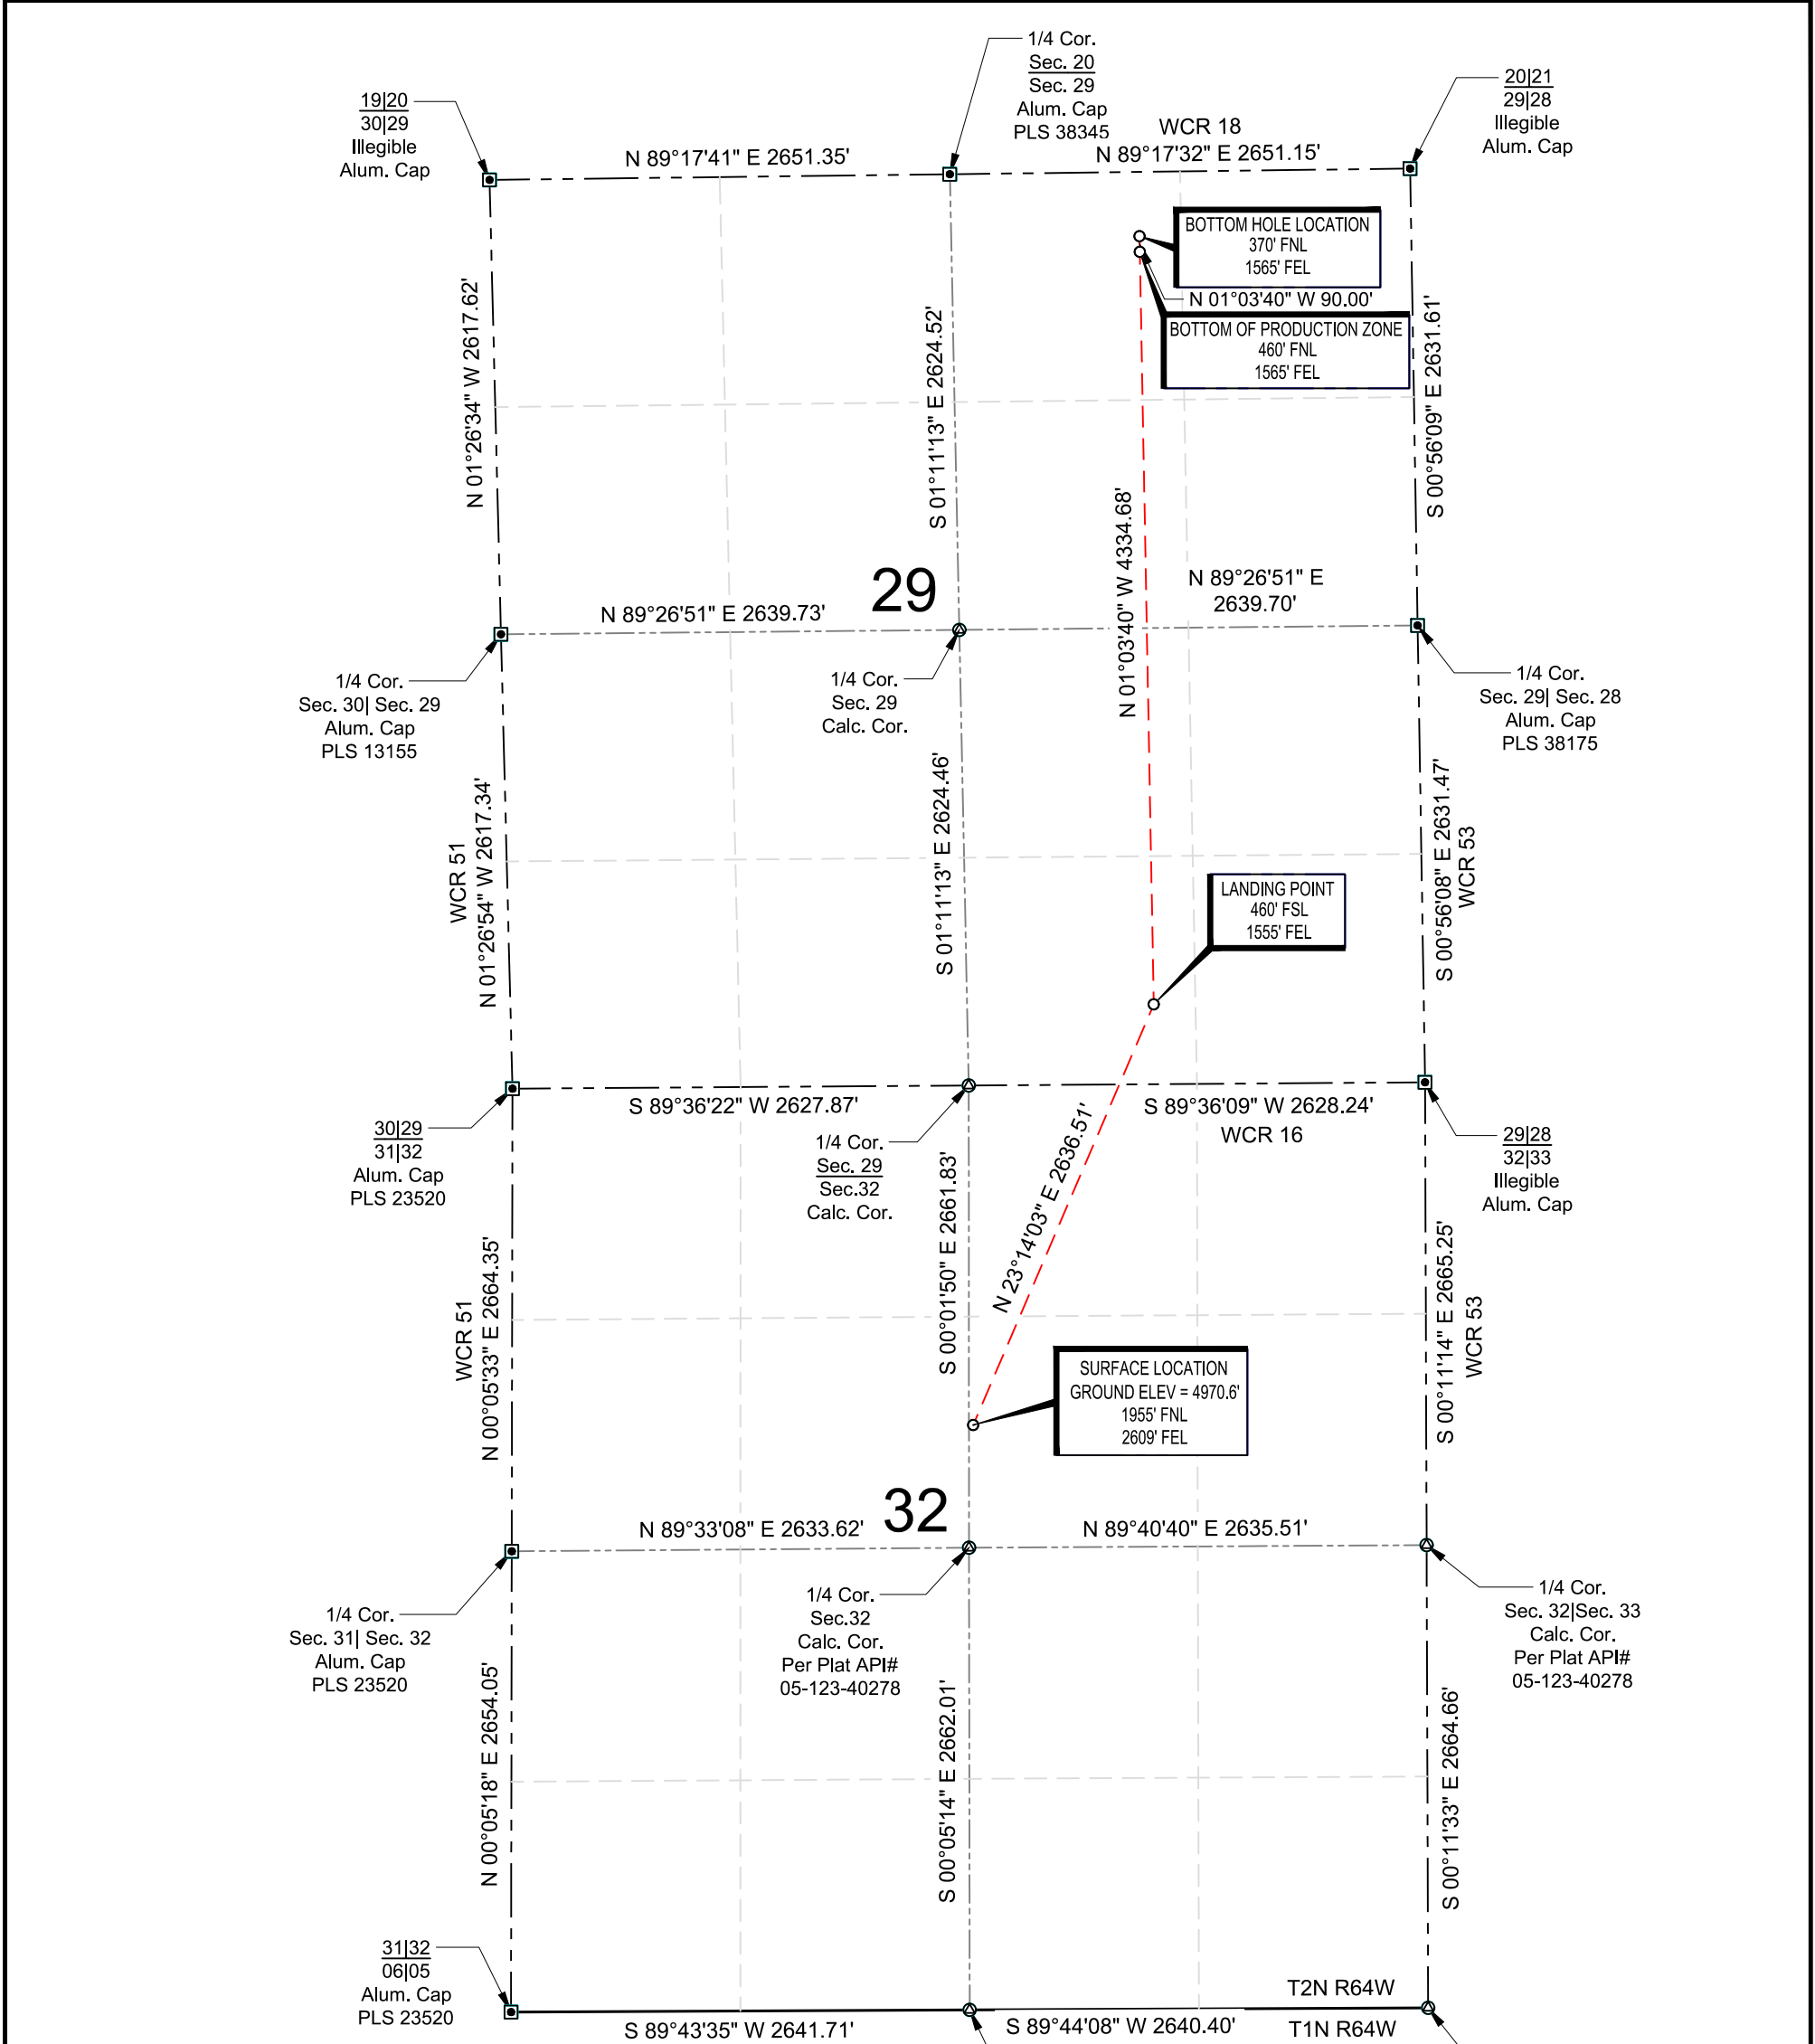 1/4 Cor.
Sec. 20
Sec. 29
Alum. Cap
PLS 38345
19|20
30|29
Illegible
Alum. Cap
20|21
29|28
Illegible
Alum. Cap
WCR 18
N 89°17'41" E 2651.35'
N 89°17'32" E 2651.15'
BOTTOM HOLE LOCATION
370' FNL
1565' FEL
N 01°03'40" W 90.00'
BOTTOM OF PRODUCTION ZONE
460' FNL
1565' FEL
N 01°26'34" W 2617.62'
S 01°11'13" E 2624.52'
S 00°56'09" E 2631.61'
N 01°03'40" W 4334.68'
29
N 89°26'51" E 2639.73'
N 89°26'51" E
2639.70'
1/4 Cor.
Sec. 30| Sec. 29
Alum. Cap
PLS 13155
1/4 Cor.
Sec. 29
Calc. Cor.
1/4 Cor.
Sec. 29| Sec. 28
Alum. Cap
PLS 38175
WCR 51
N 01°26'54" W 2617.34'
S 01°11'13" E 2624.46'
S 00°56'08" E 2631.47'
WCR 53
LANDING POINT
460' FSL
1555' FEL
S 89°36'22" W 2627.87'
S 89°36'09" W 2628.24'
WCR 16
30|29
31|32
Alum. Cap
PLS 23520
1/4 Cor.
Sec. 29
Sec.32
Calc. Cor.
29|28
32|33
Illegible
Alum. Cap
WCR 51
N 00°05'33" E 2664.35'
S 00°01'50" E 2661.83'
N 23°14'03" E 2636.51'
S 00°11'14" E 2665.25'
WCR 53
SURFACE LOCATION
GROUND ELEV = 4970.6'
1955' FNL
2609' FEL
32
N 89°33'08" E 2633.62'
N 89°40'40" E 2635.51'
1/4 Cor.
Sec. 31| Sec. 32
Alum. Cap
PLS 23520
1/4 Cor.
Sec.32
Calc. Cor.
Per Plat API#
05-123-40278
1/4 Cor.
Sec. 32|Sec. 33
Calc. Cor.
Per Plat API#
05-123-40278
N 00°05'18" E 2654.05'
S 00°05'14" E 2662.01'
S 00°11'33" E 2664.66'
31|32
06|05
Alum. Cap
PLS 23520
T2N R64W
S 89°43'35" W 2641.71'
S 89°44'08" W 2640.40'
T1N R64W